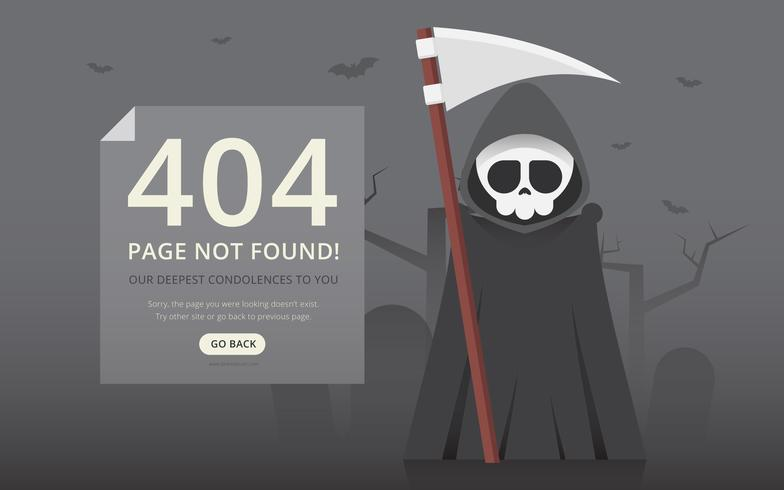 404
PAGE NOT FOUND!
OUR DEEPEST CONDOLENCES TO YOU
Sorry, the page you were looking doesn't exist.
Try other site or go back to previous page.
GO BACK